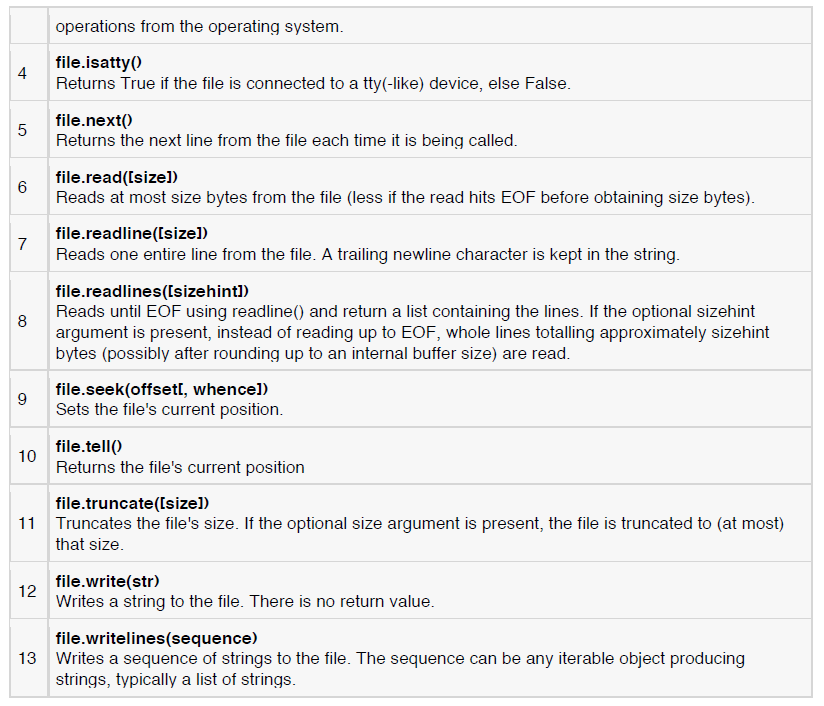 operations from the operating system.
4
file.isatty()
Returns True if the file is connected to a tty(-like) device, else False.
5
file.next()
Returns the next line from the file each time it is being called.
6
file.read([size])
Reads at most size bytes from the file (less if the read hits EOF before obtaining size bytes).
7
file.readline([size])
Reads one entire line from the file. A trailing newline character is kept in the string.
8
file.readlines([sizehint])
Reads until EOF using readline() and return a list containing the lines. If the optional sizehint
argument is present, instead of reading up to EOF, whole lines totalling approximately sizehint
bytes (possibly after rounding up to an internal buffer size) are read.
9
file.seek(offset[, whence])
Sets the file's current position.
10
file.tell()
Returns the file's current position
11
file.truncate([size])
Truncates the file's size. If the optional size argument is present, the file is truncated to (at most)
that size.
12
file.write(str)
Writes a string to the file. There is no return value.
13
file.writelines(sequence)
Writes a sequence of strings to the file. The sequence can be any iterable object producing
strings, typically a list of strings.